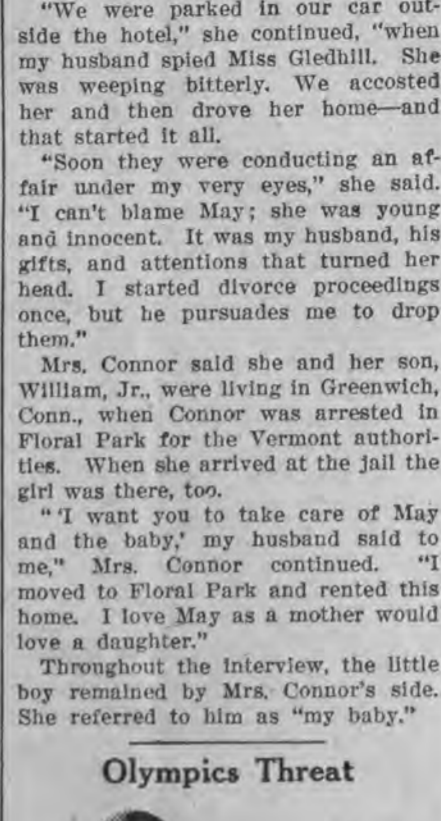 "We were parked in our car out-
side the hotel," she continued, "when
my husband spied Miss Gledhill. She
was weeping bitterly. We accosted
her and then drove her home—and
that started it all.
"Soon they were conducting an af-
fair under my very eyes," she said.
"I can't blame May; she was young
and innocent. It was my husband, his
gifts, and attentions that turned her
head. I started divorce proceedings
once, but he pursuades me to drop
them."
Mrs. Connor said she and her son,
William, Jr., were living in Greenwich,
Conn., when Connor was arrested in
Floral Park for the Vermont authori-
ties. When she arrived at the jail the
girl was there, too.
"'I want you to take care of May
and the baby,' my husband said to
me," Mrs. Connor continued. "I
moved to Floral Park and rented this
home. I love May as a mother would
love a daughter."
Throughout the interview, the little
boy remained by Mrs. Connor's side.
She referred to him as "my baby."
Olympics Threat